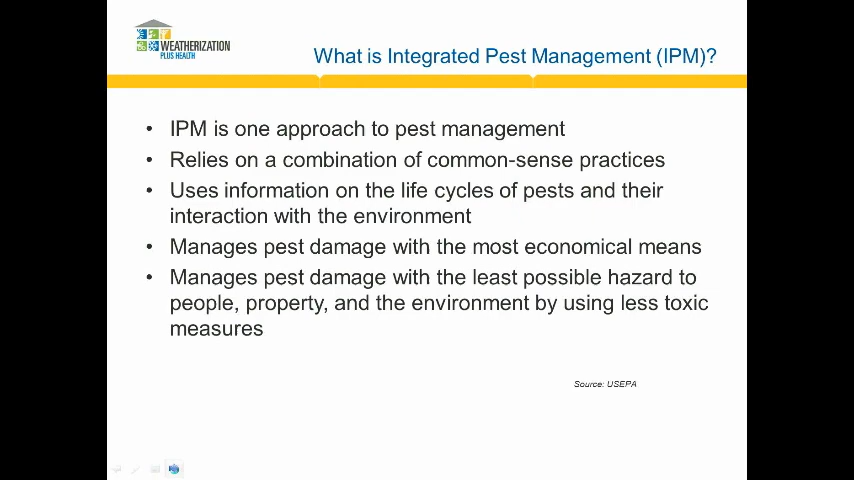 WEATHERIZATION
PLUS HEALTH
What is Integrated Pest Management (IPM)?
• IPM is one approach to pest management
• Relies on a combination of common-sense practices
• Uses information on the life cycles of pests and their
interaction with the environment
• Manages pest damage with the most economical means
• Manages pest damage with the least possible hazard to
people, property, and the environment by using less toxic
measures
Source: USEPA